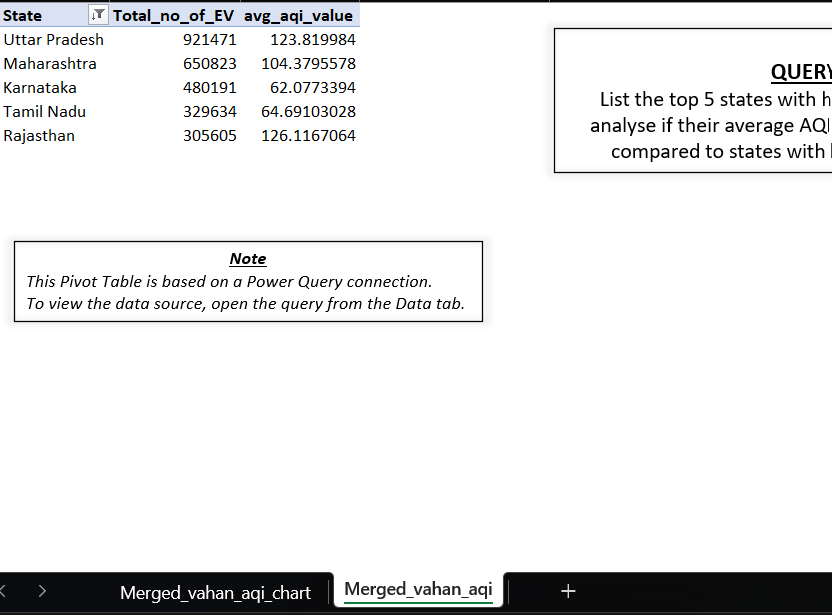 State Total_no_of_EV avg_aqi_value
Uttar Pradesh 921471 123.819984
Maharashtra 650823 104.3795578
Karnataka 480191 62.0773394
Tamil Nadu 329634 64.69103028
Rajasthan 305605 126.1167064
QUERY
List the top 5 states with
analyse if their average AQI
compared to states with
Note
This Pivot Table is based on a Power Query connection.
To view the data source, open the query from the Data tab.
Merged_vahan_aqi_chart Merged_vahan_aqi +